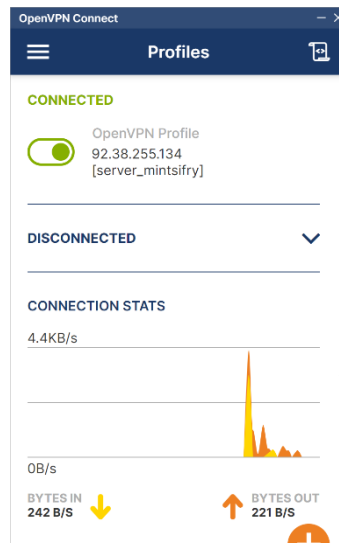 OpenVPN Connect
Profiles
CONNECTED
OpenVPN Profile
92.38.255.134
[server_mintsifry]
DISCONNECTED
CONNECTION STATS
4.4KB/s
0B/s
BYTES IN
242 B/S
BYTES OUT
221 B/S